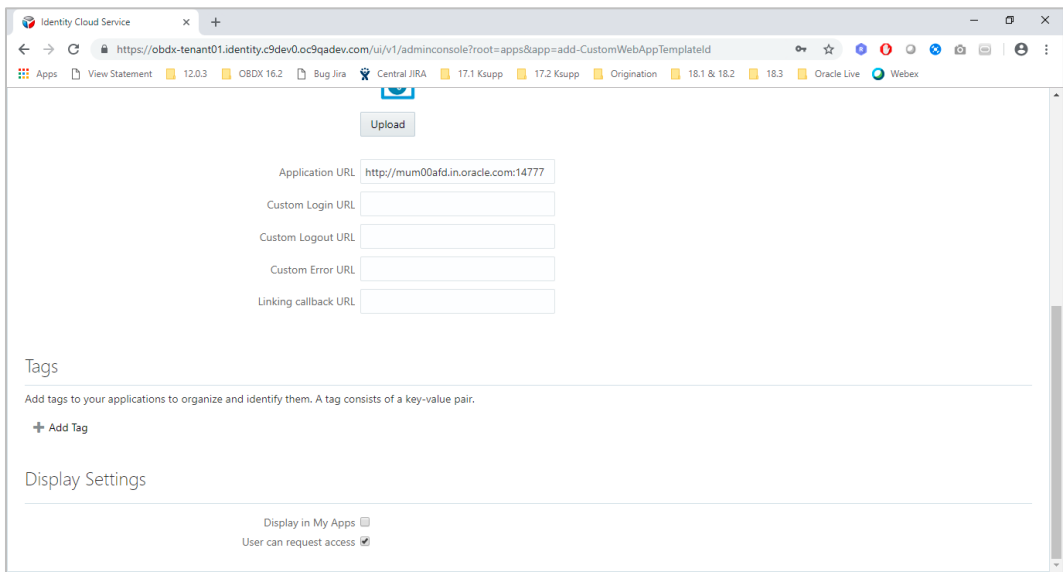 Identity Cloud Service
https://obdx-tenant01.identity.c9dev0.oc9qadev.com/ui/v1/adminconsole?root=apps&app=add-CustomWebAppTemplateId
Apps View Statement 12.0.3 OBDX 16.2 Bug Jira Central JIRA 17.1 Ksupp 17.2 Ksupp Origination 18.1 & 18.2 18.3 Oracle Live Webex
Upload
Application URL http://mum00afd.in.oracle.com:14777
Custom Login URL
Custom Logout URL
Custom Error URL
Linking callback URL
Tags
Add tags to your applications to organize and identify them. A tag consists of a key-value pair.
Add Tag
Display Settings
Display in My Apps
User can request access